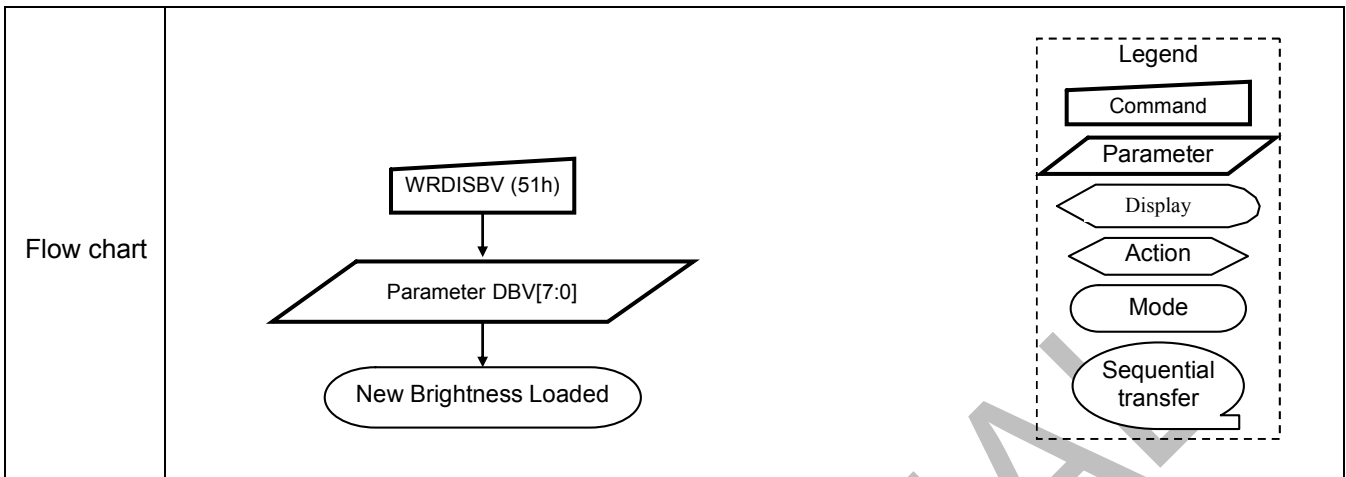 Flow chart
WRDISBV (51h)
Parameter DBV[7:0]
New Brightness Loaded
Legend
Command
Parameter
Display
Action
Mode
Sequential
transfer